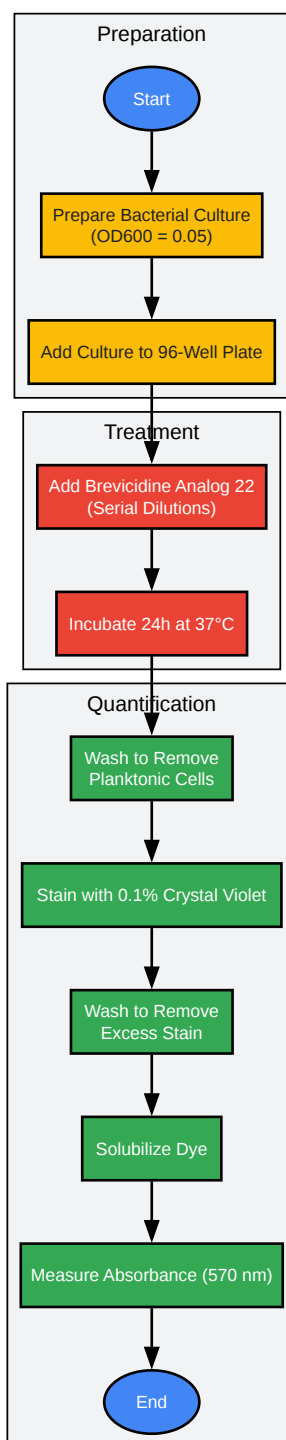 Preparation
Start
Prepare Bacterial Culture
(OD600 = 0.05)
Add Culture to 96-Well Plate
Treatment
Add Brevicidine Analog 22
(Serial Dilutions)
Incubate 24h at 37°C
Quantification
Wash to Remove
Planktonic Cells
Stain with 0.1% Crystal Violet
Wash to Remove
Excess Stain
Solubilize Dye
Measure Absorbance (570 nm)
End